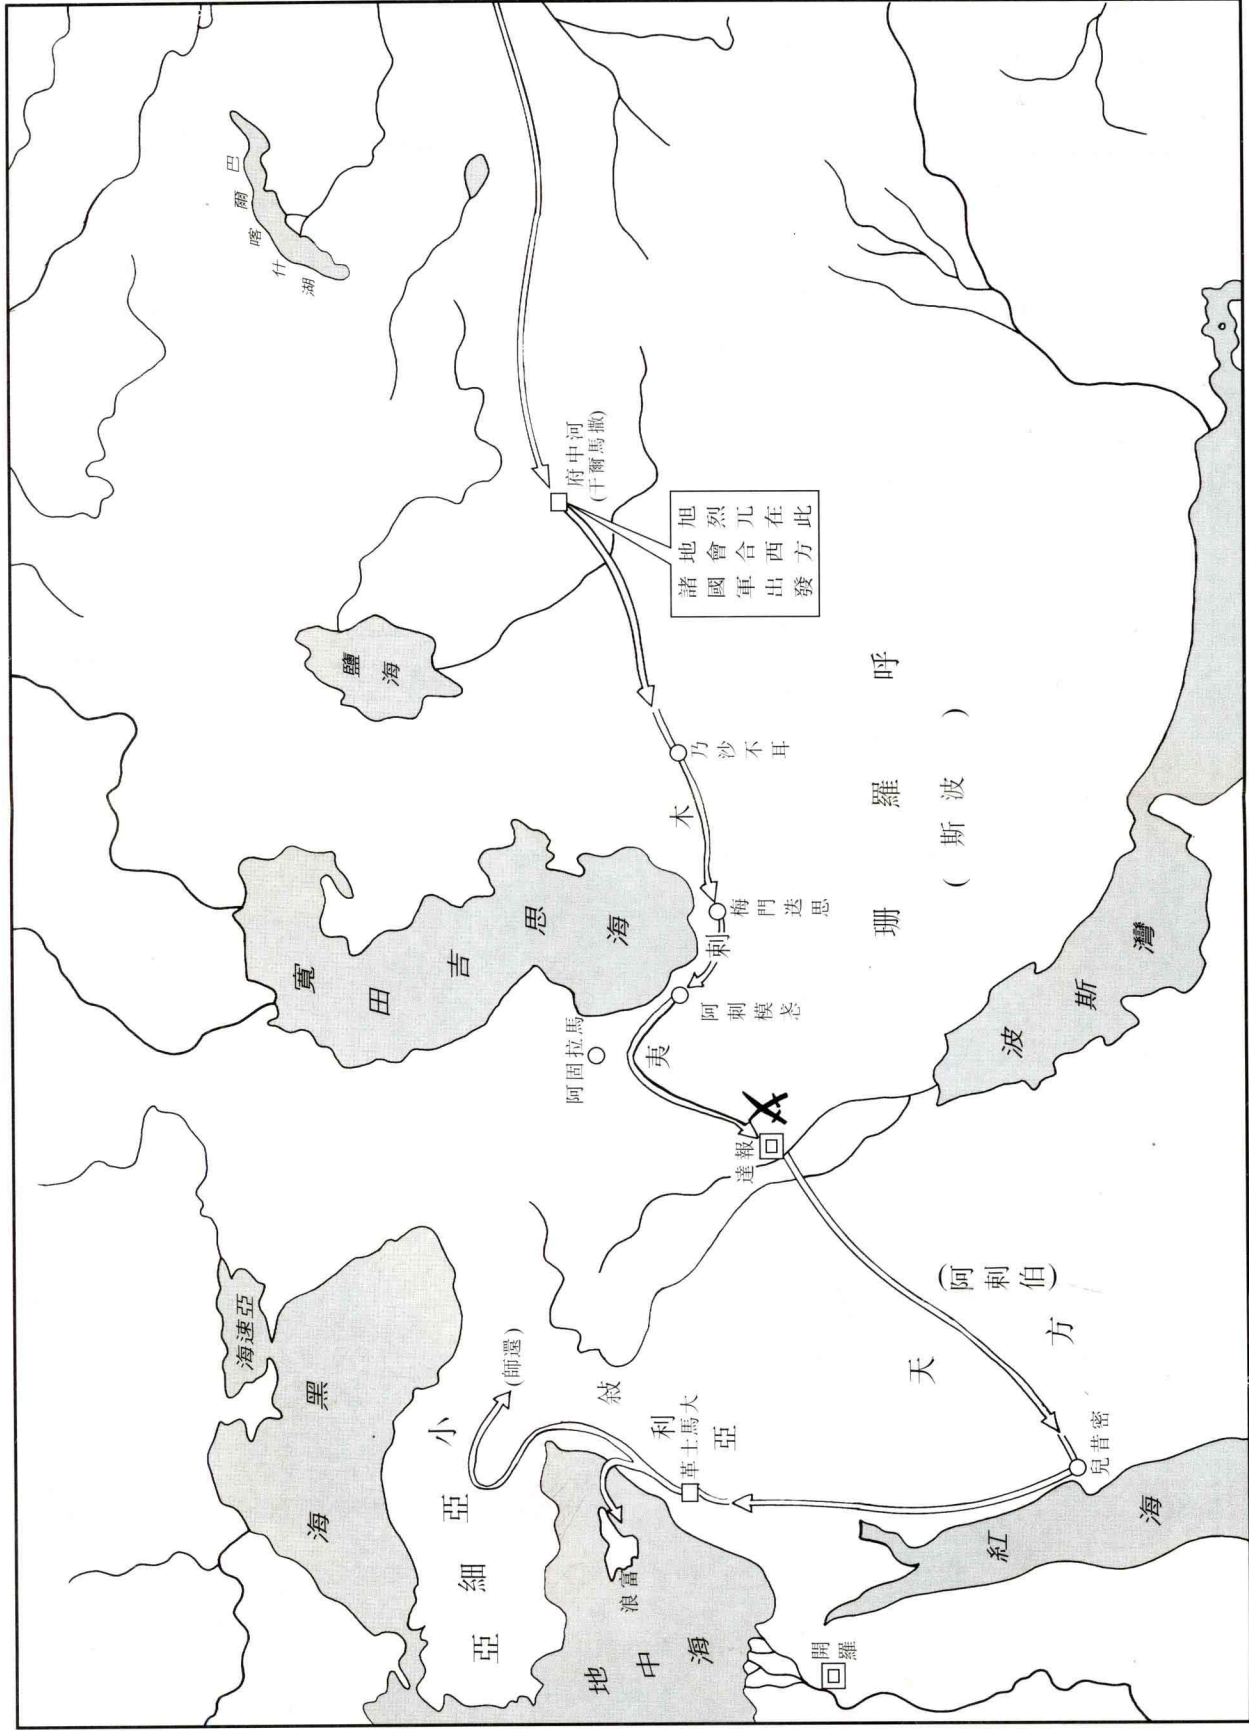 巴爾喀什湖
鹽海
河中府
(撒馬爾干)
旭烈兀在此
地會合西方
諸國軍出發
乃沙不耳
木剌夷
呼羅珊
(波斯)
寬田吉思海
梅門迭思
阿剌模忒
馬拉固阿
報達
波斯灣
亞速海
黑海
(還師)
小亞細亞
敘利亞
大馬士革
天方
(阿剌伯)
密昔兒
紅海
富浪
地中海
開羅